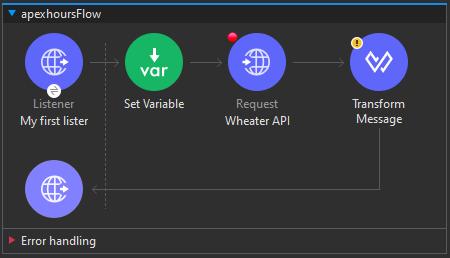 apexhoursFlow
var
Listener
My first lister
Set Variable
Request
Wheater API
Transform
Message
Error handling